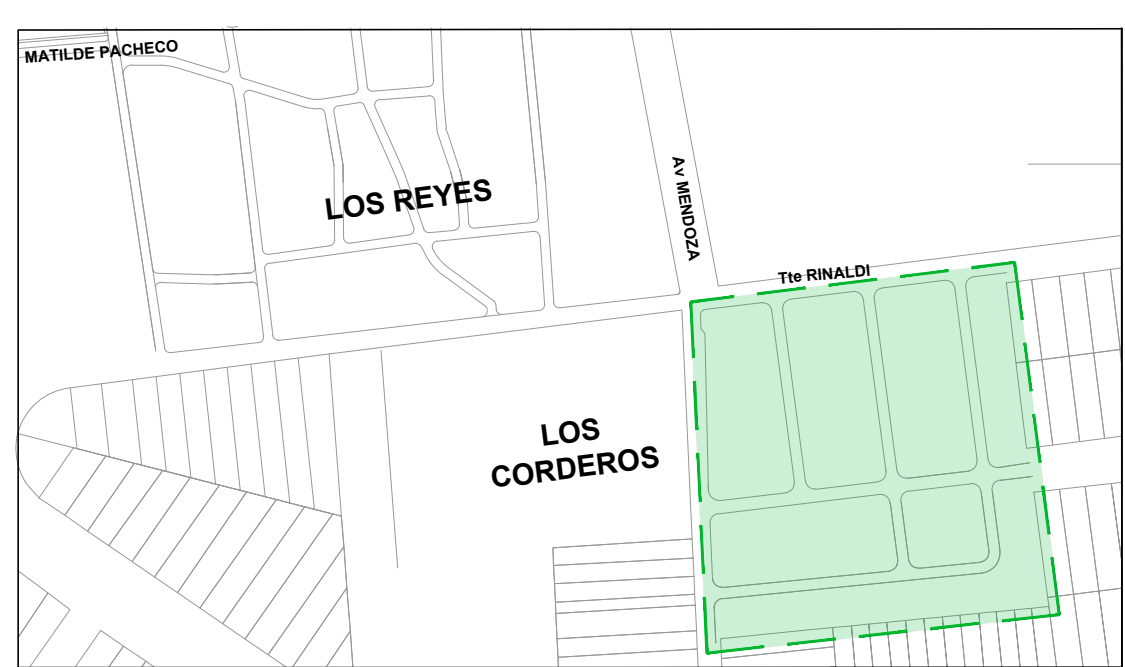 MATILDE PACHECO
LOS REYES
Av MENDOZA
Tte RINALDI
LOS
CORDEROS